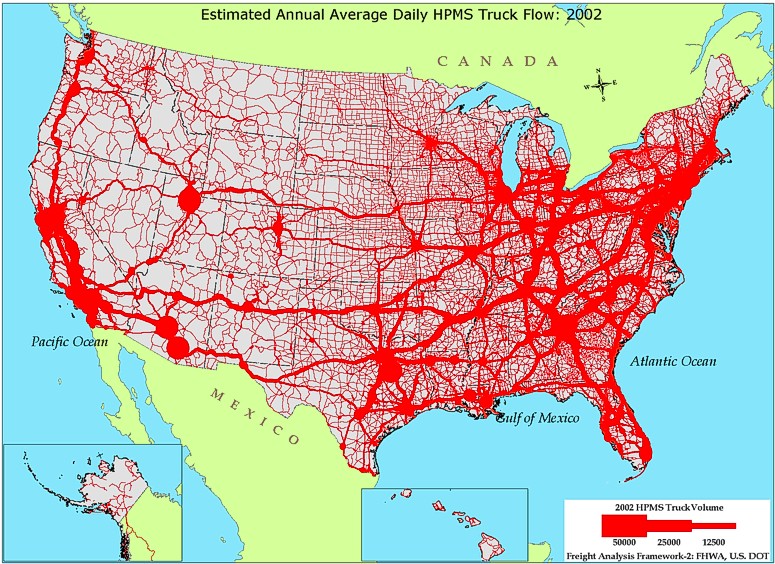 Estimated Annual Average Daily HPMS Truck Flow: 2002
CANADA
N
W E
S
Pacific Ocean
Atlantic Ocean
MEXICO
Gulf of Mexico
2002 HPMS Truck Volume
50000 25000 12500
Freight Analysis Framework-2: FHWA, U.S. DOT